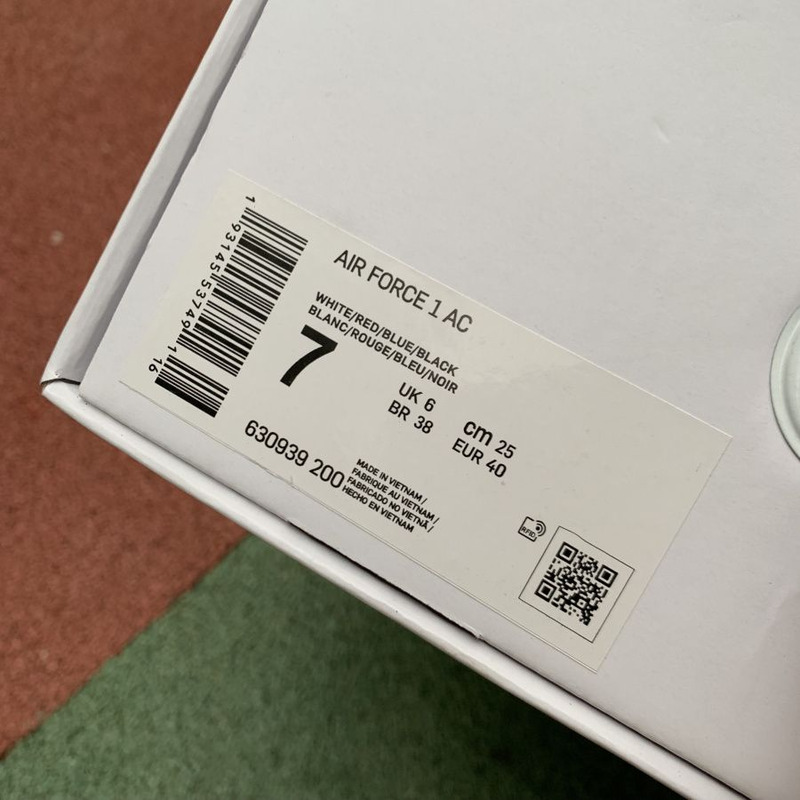 1 93145 53749 1 16
AIR FORCE 1 AC
WHITE/RED/BLUE/BLACK
BLANC/ROUGE/BLEU/NOIR
7
UK 6
BR 38
cm 25
EUR 40
630939 200
MADE IN VIETNAM /
FABRIQUE AU VIETNAM /
FABRICADO NO VIETNÃ /
HECHO EN VIETNAM
RFID